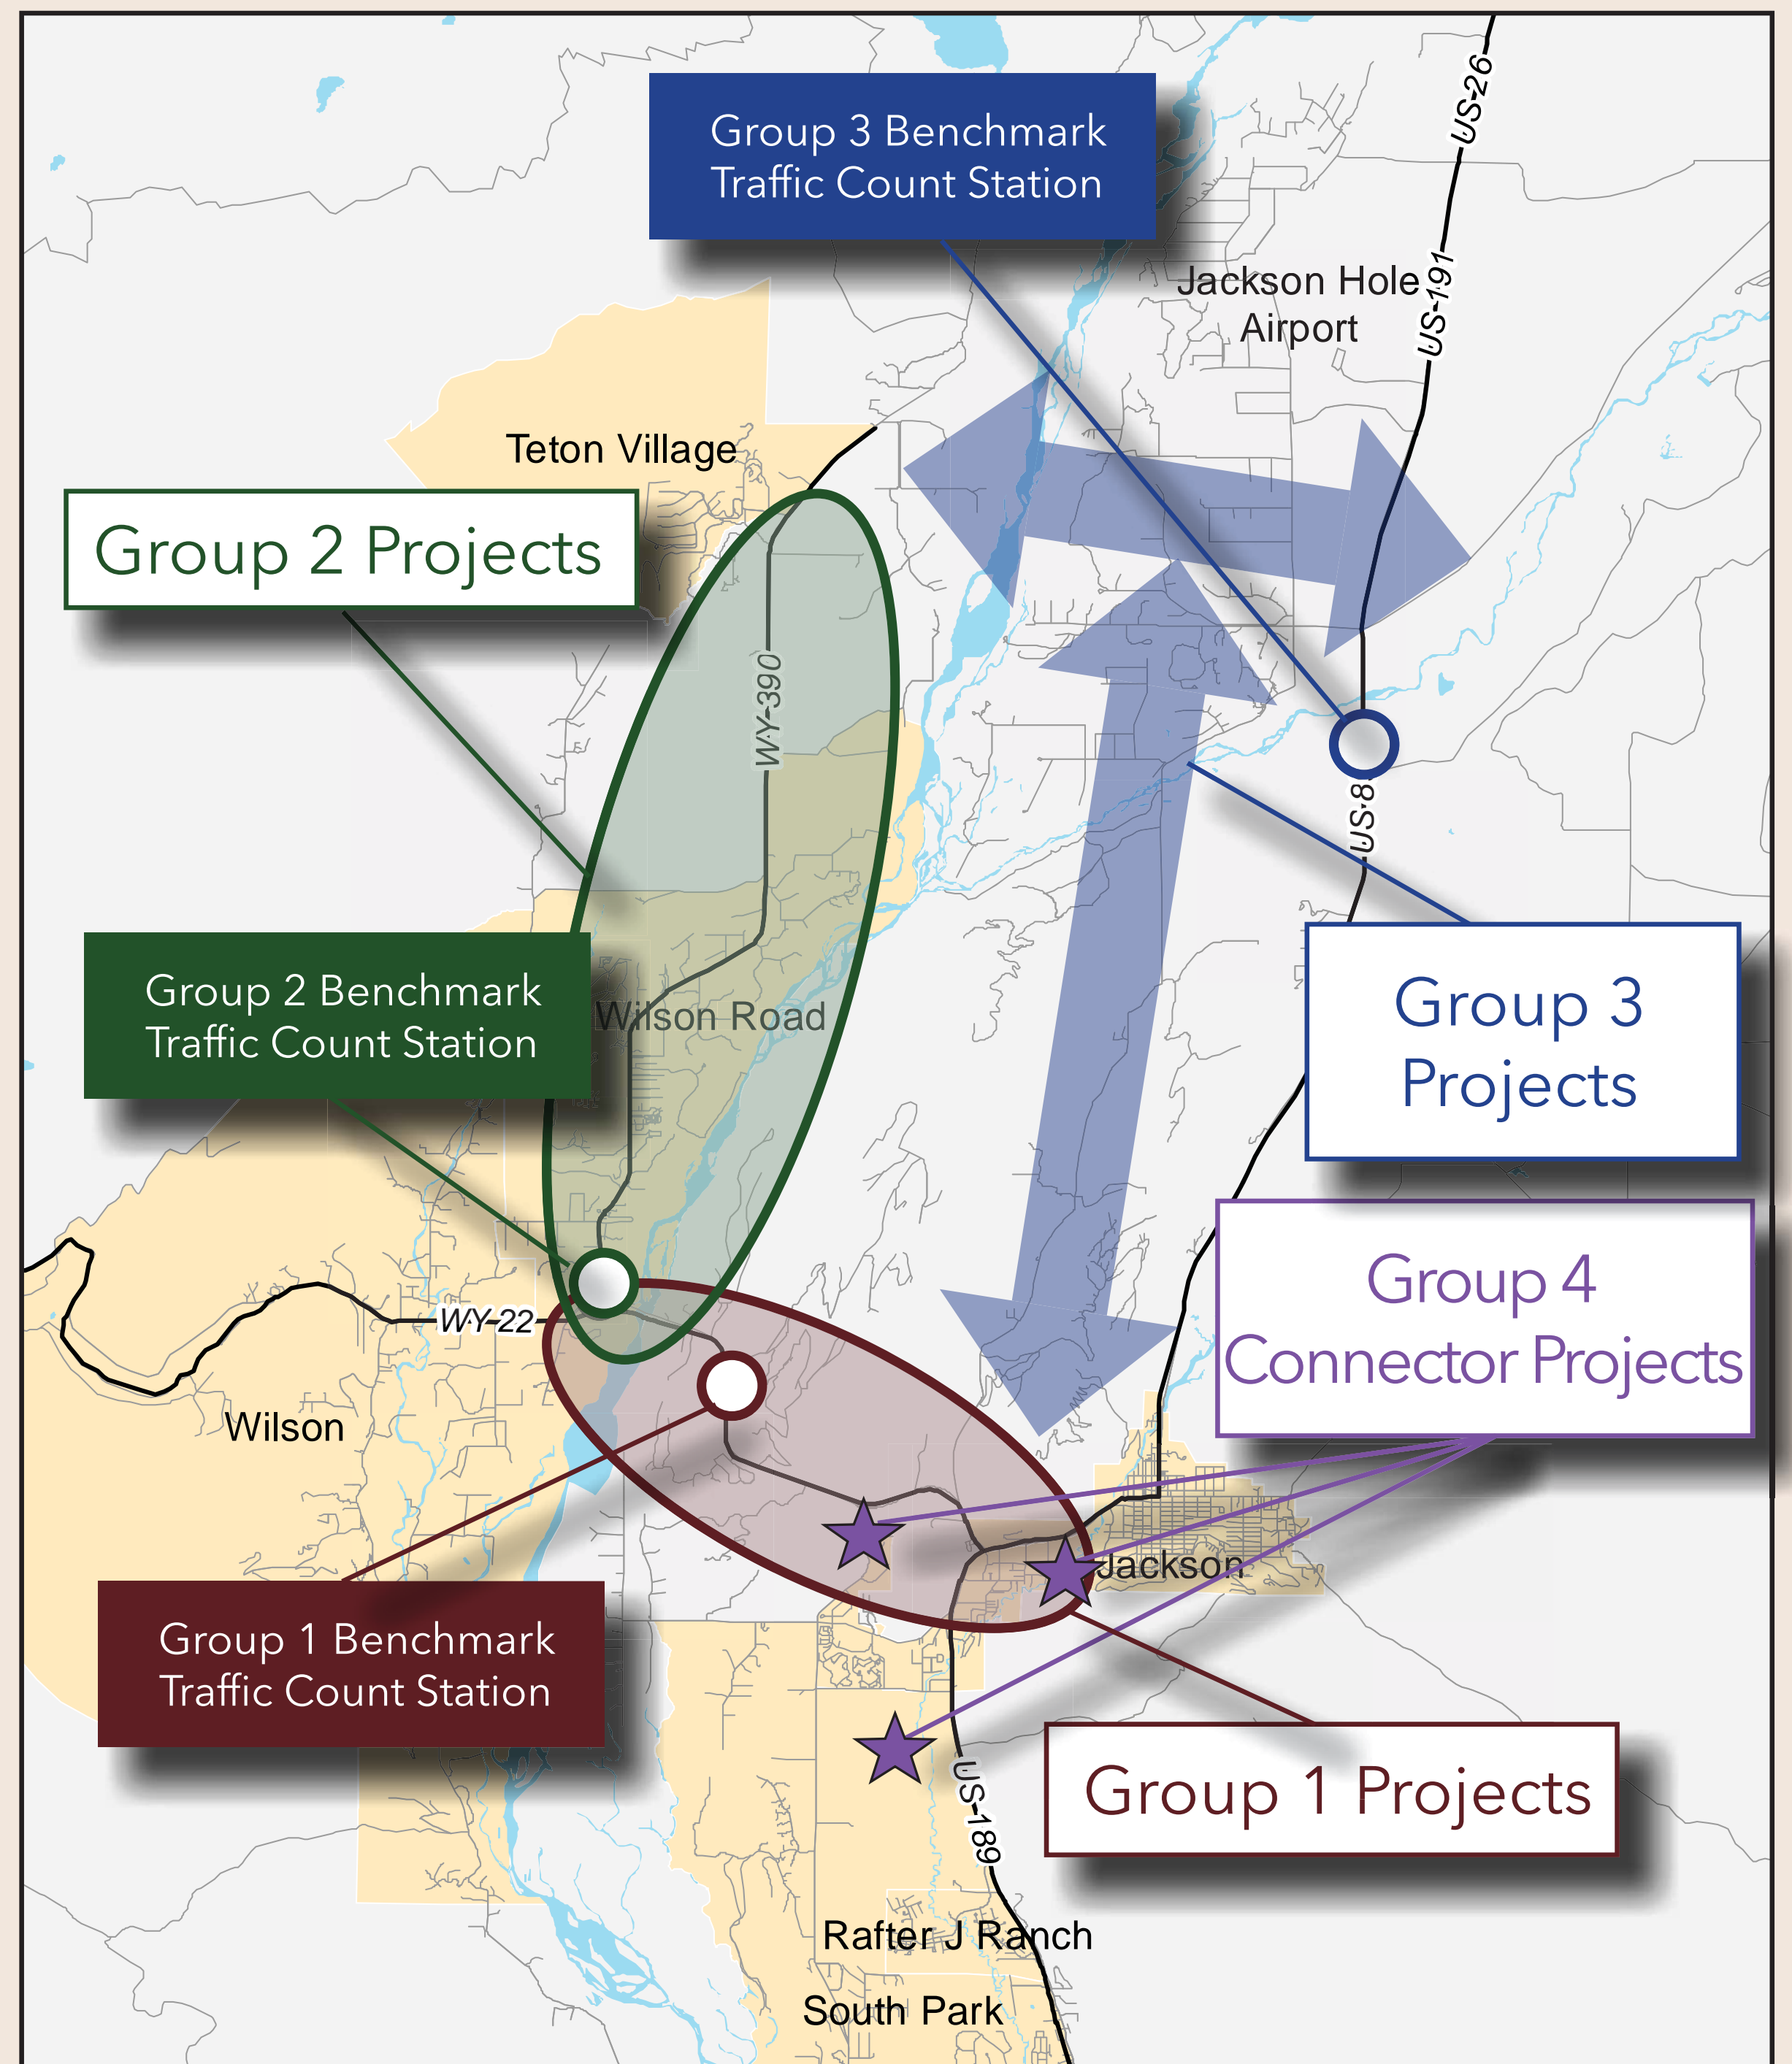 US-26
Group 3 Benchmark
Traffic Count Station
Jackson Hole
Airport
US-191
Teton Village
Group 2 Projects
WY-390
US-8
Group 2 Benchmark
Traffic Count Station
Wilson Road
Group 3
Projects
Group 4
Connector Projects
WY-22
Wilson
Jackson
Group 1 Benchmark
Traffic Count Station
Group 1 Projects
US-189
Rafter J Ranch
South Park